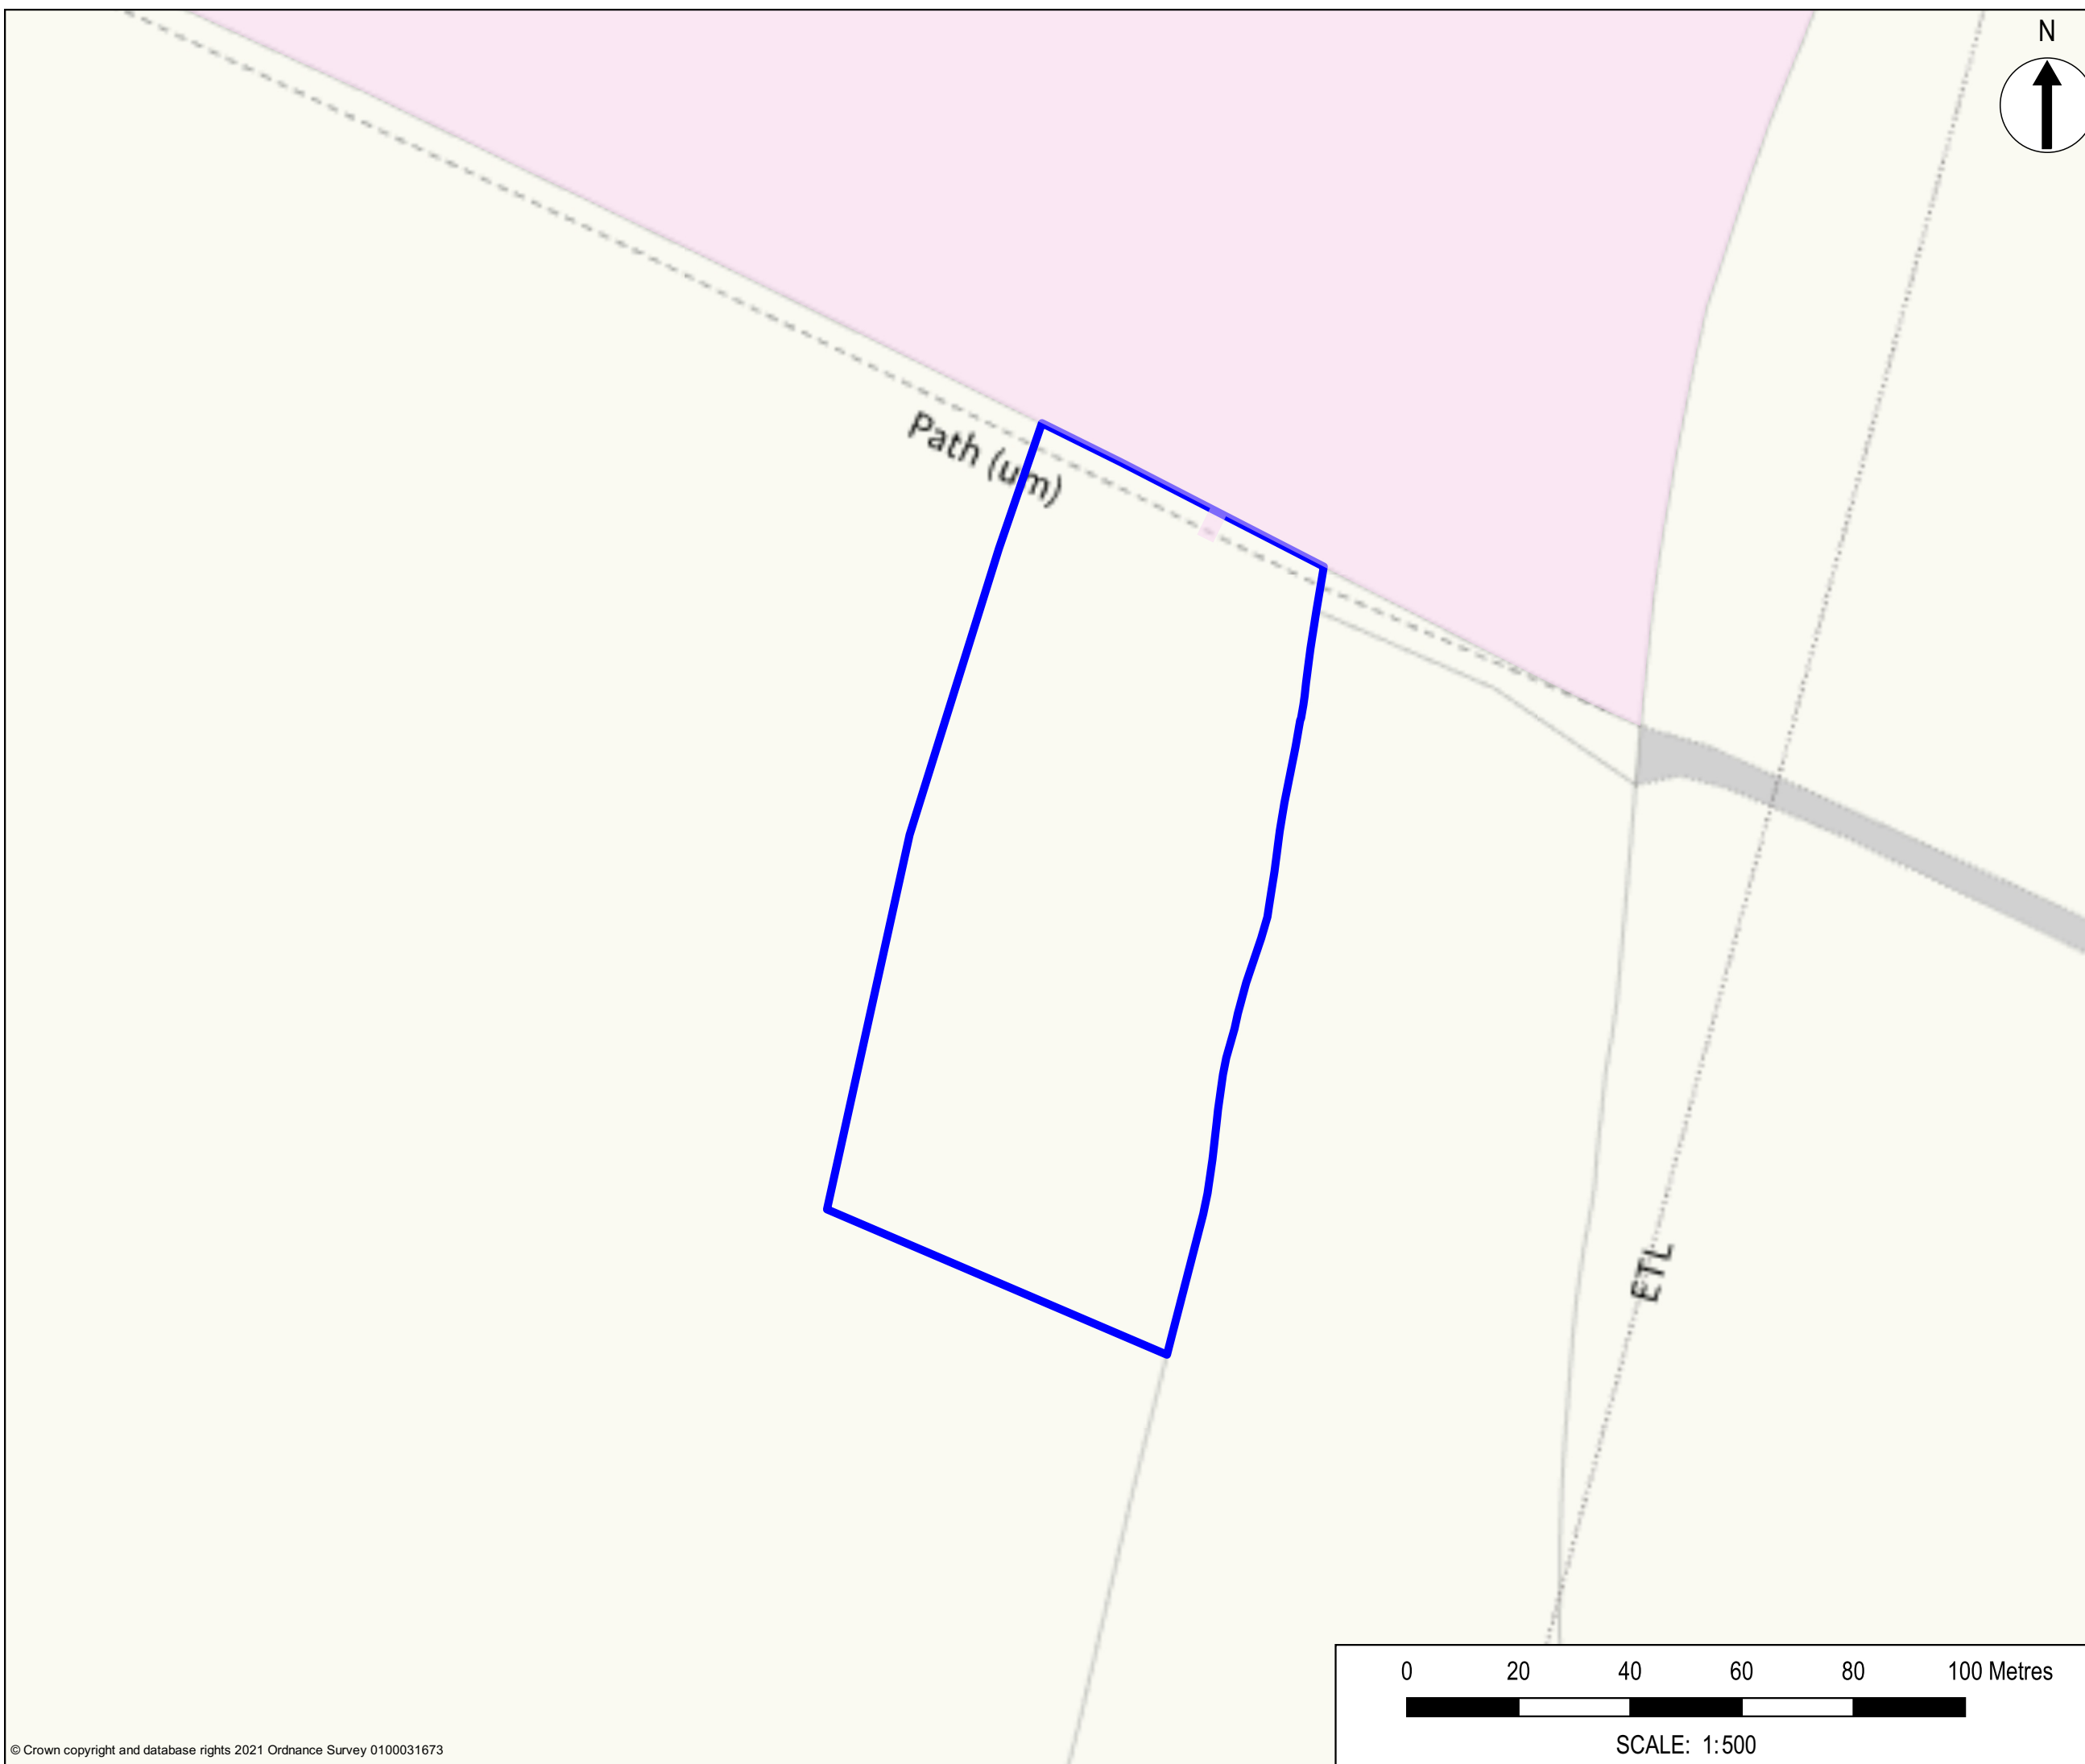 N
Path (um)
ETL
0 20 40 60 80 100 Metres
SCALE: 1:500
© Crown copyright and database rights 2021 Ordnance Survey 0100031673